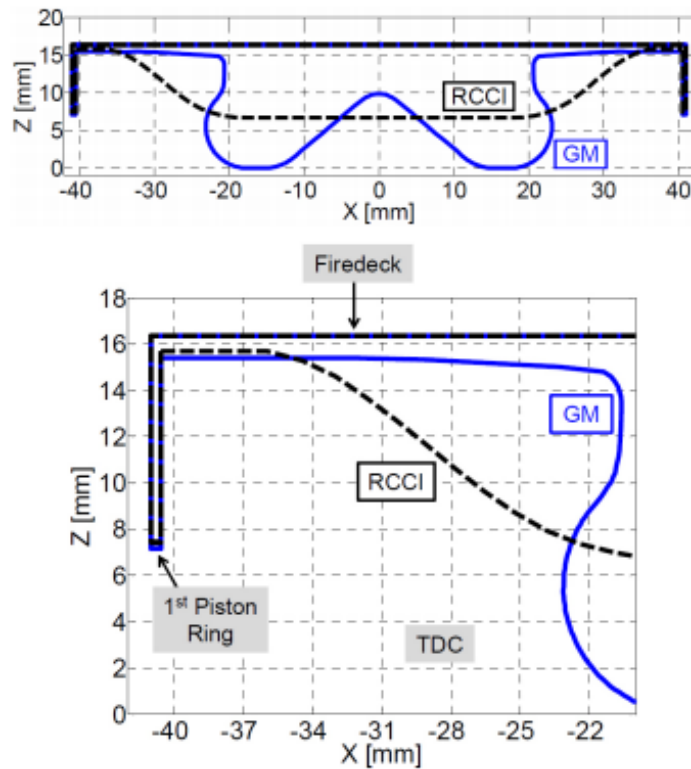 20
15
10
5
0
Z [mm]
RCCI
GM
-40 -30 -20 -10 0 10 20 30 40
X [mm]
Firedeck
18
16
14
12
10
8
6
4
2
0
Z [mm]
GM
RCCI
1st Piston
Ring
TDC
-40 -37 -34 -31 -28 -25 -22
X [mm]